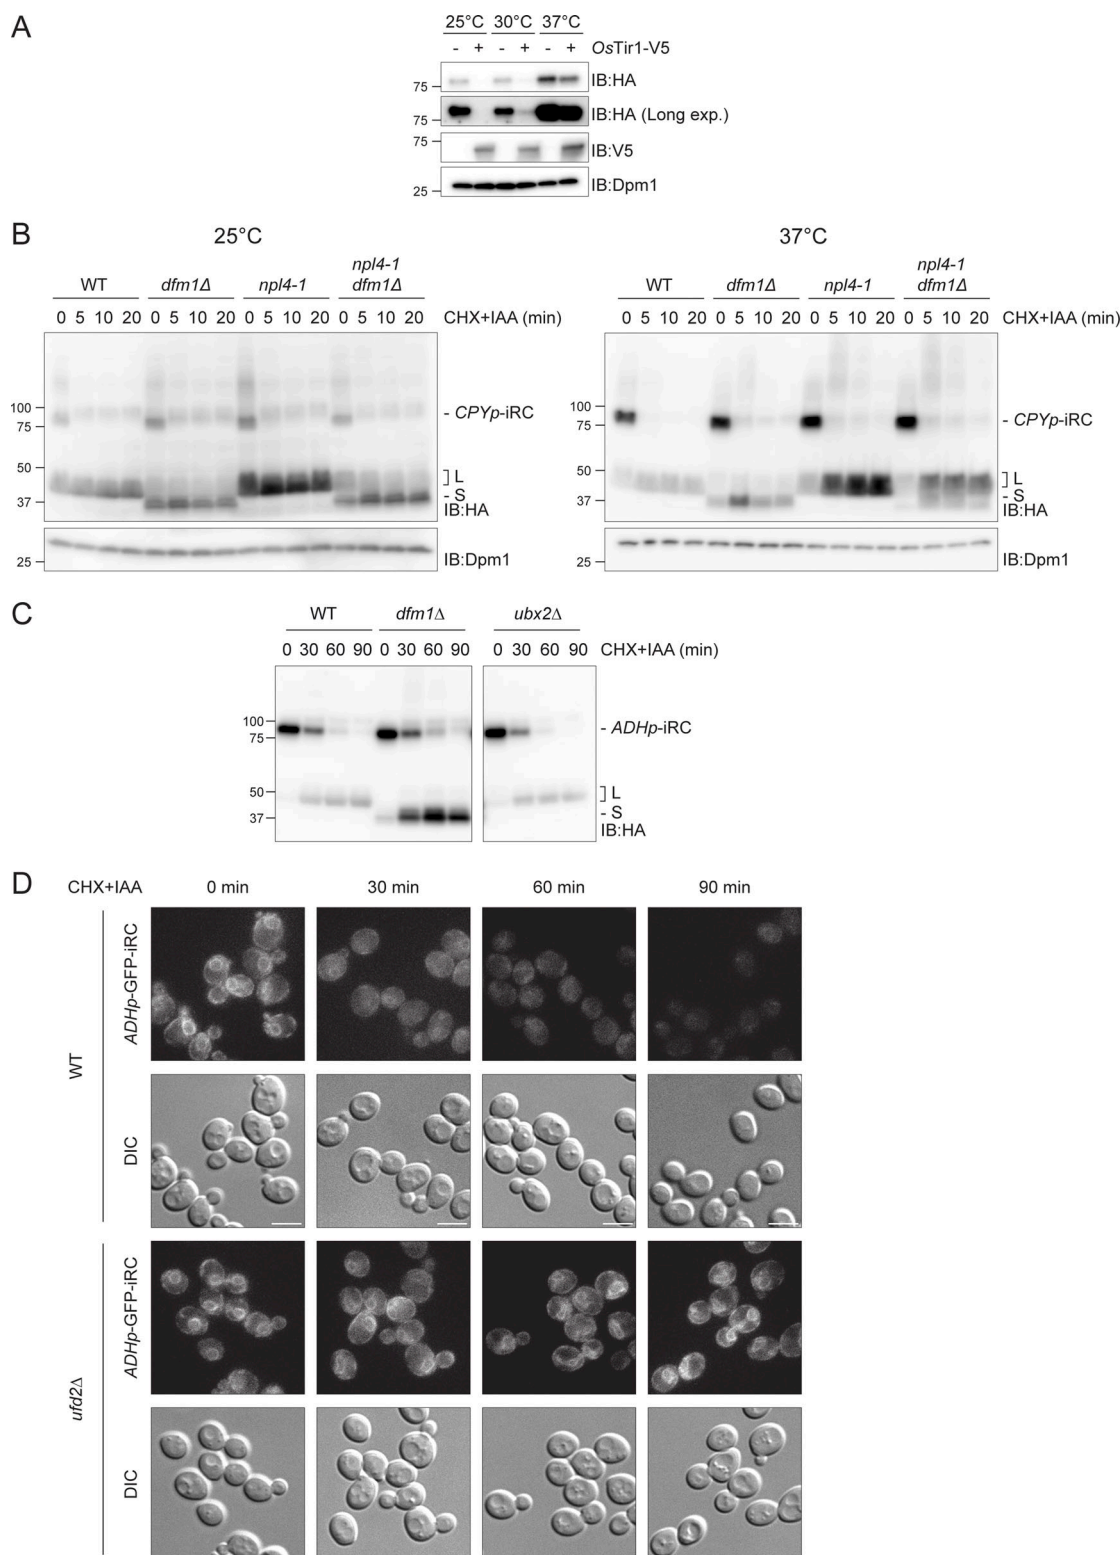 A
25°C 30°C 37°C
- + - + - + OsTir1-V5
75 IB:HA
75 IB:HA (Long exp.)
75 IB:V5
25 IB:Dpm1
B
25°C
WT dfm1Δ npl4-1 npl4-1 dfm1Δ
0 5 10 20 0 5 10 20 0 5 10 20 0 5 10 20 CHX+IAA (min)
100
75
50
37
- CPYp-iRC
] L
- S
IB:HA
25 IB:Dpm1
37°C
WT dfm1Δ npl4-1 npl4-1 dfm1Δ
0 5 10 20 0 5 10 20 0 5 10 20 0 5 10 20 CHX+IAA (min)
100
75
50
37
- CPYp-iRC
] L
- S
IB:HA
25 IB:Dpm1
C
WT dfm1Δ ubx2Δ
0 30 60 90 0 30 60 90 0 30 60 90 CHX+IAA (min)
100
75
50
37
- ADHp-iRC
] L
- S
IB:HA
D
CHX+IAA 0 min 30 min 60 min 90 min
WT
ADHp-GFP-iRC
DIC
ufd2Δ
ADHp-GFP-iRC
DIC